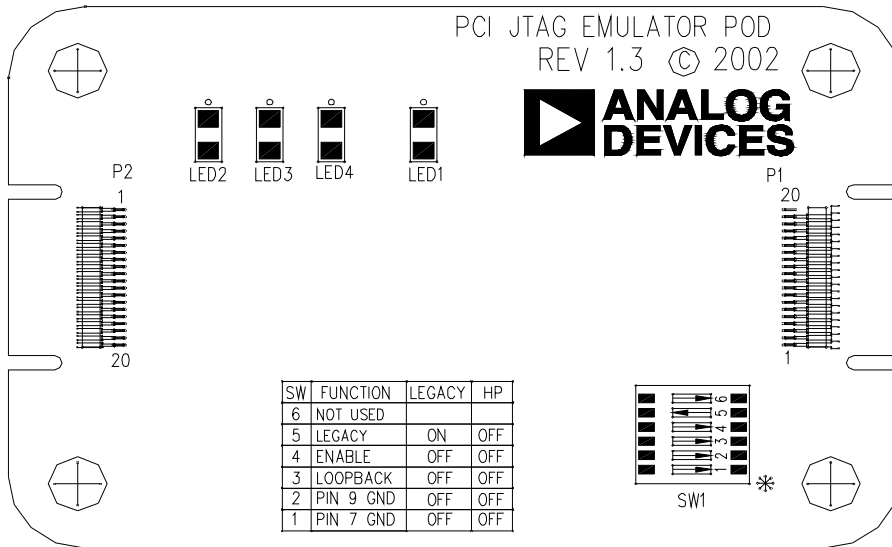 PCI JTAG EMULATOR POD
REV 1.3 © 2002
ANALOG
DEVICES
LED2 LED3 LED4 LED1
P2
1
20
P1
20
1
SW FUNCTION LEGACY HP
6 NOT USED
5 LEGACY ON OFF
4 ENABLE OFF OFF
3 LOOPBACK OFF OFF
2 PIN 9 GND OFF OFF
1 PIN 7 GND OFF OFF
1 2 3 4 5 6
SW1